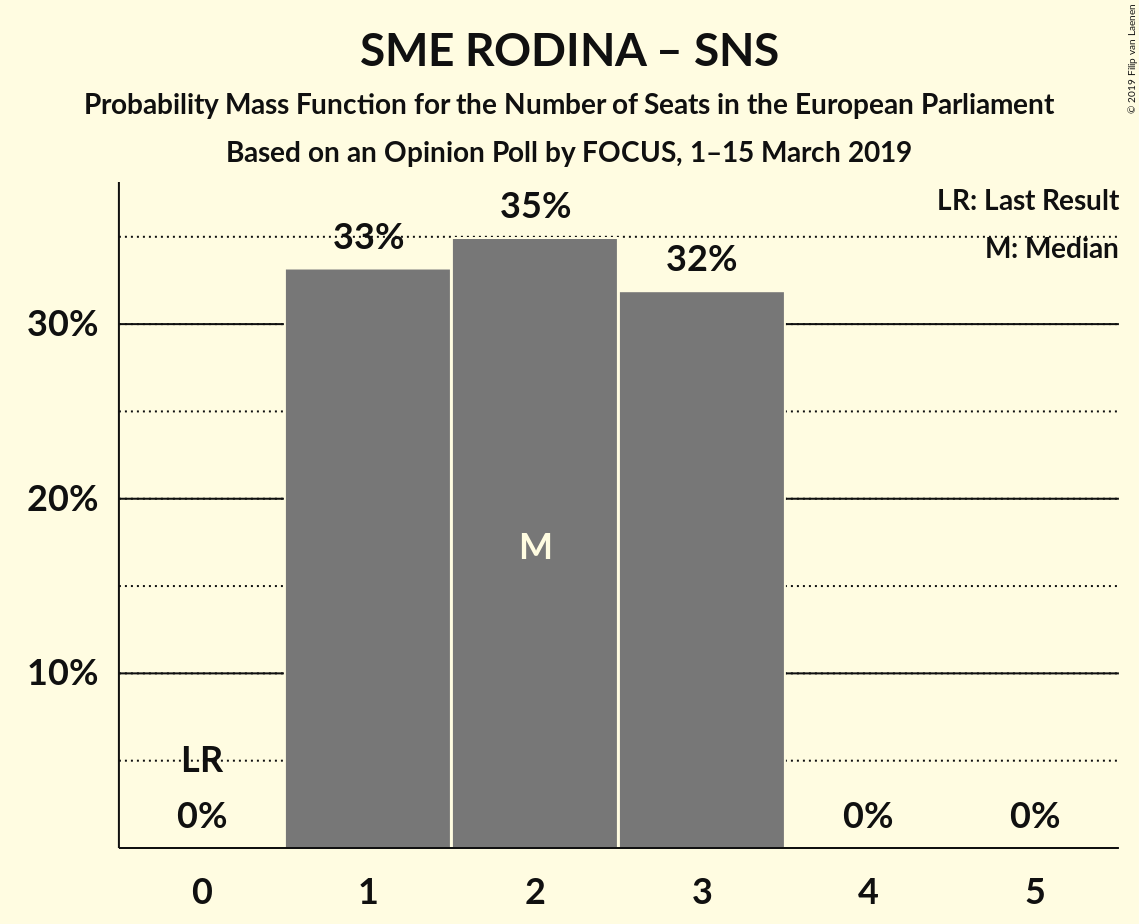 SME RODINA – SNS
Probability Mass Function for the Number of Seats in the European Parliament
Based on an Opinion Poll by FOCUS, 1–15 March 2019
© 2019 Filip van Laenen
LR: Last Result
M: Median
35%
33%
32%
30%
20%
M
10%
LR
0%
0%
0%
0 1 2 3 4 5